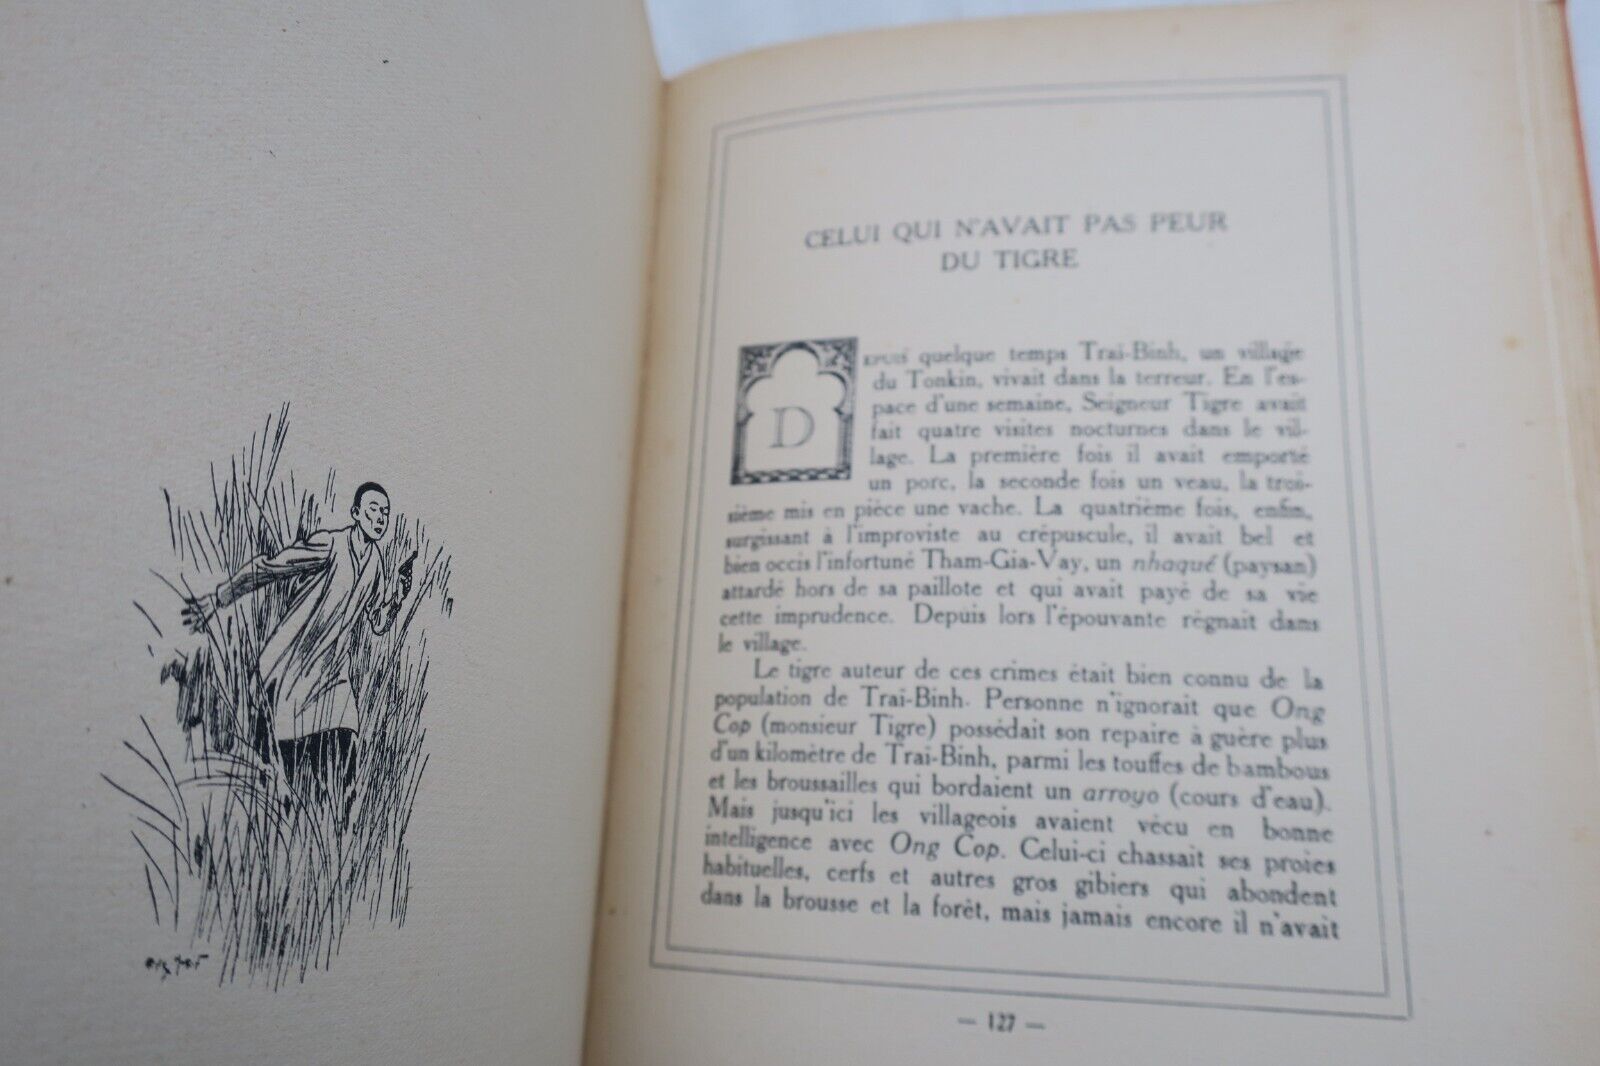 CELUI QUI N'AVAIT PAS PEUR
DU TIGRE
DEPUIS quelque temps Traï-Binh, un village
du Tonkin, vivait dans la terreur. En l'es-
pace d'une semaine, Seigneur Tigre avait
fait quatre visites nocturnes dans le vil-
lage. La première fois il avait emporté
un porc, la seconde fois un veau, la troi-
sième mis en pièce une vache. La quatrième fois, enfin,
surgissant à l'improviste au crépuscule, il avait bel et
bien occis l'infortuné Tham-Gia-Vay, un nhaqué (paysan)
attardé hors de sa paillote et qui avait payé de sa vie
cette imprudence. Depuis lors l'épouvante régnait dans
le village.
Le tigre auteur de ces crimes était bien connu de la
population de Traï-Binh. Personne n'ignorait que Ong
Cop (monsieur Tigre) possédait son repaire à guère plus
d'un kilomètre de Traï-Binh, parmi les touffes de bambous
et les broussailles qui bordaient un arroyo (cours d'eau).
Mais jusqu'ici les villageois avaient vécu en bonne
intelligence avec Ong Cop. Celui-ci chassait ses proies
habituelles, cerfs et autres gros gibiers qui abondent
dans la brousse et la forêt, mais jamais encore il n'avait
— 127 —